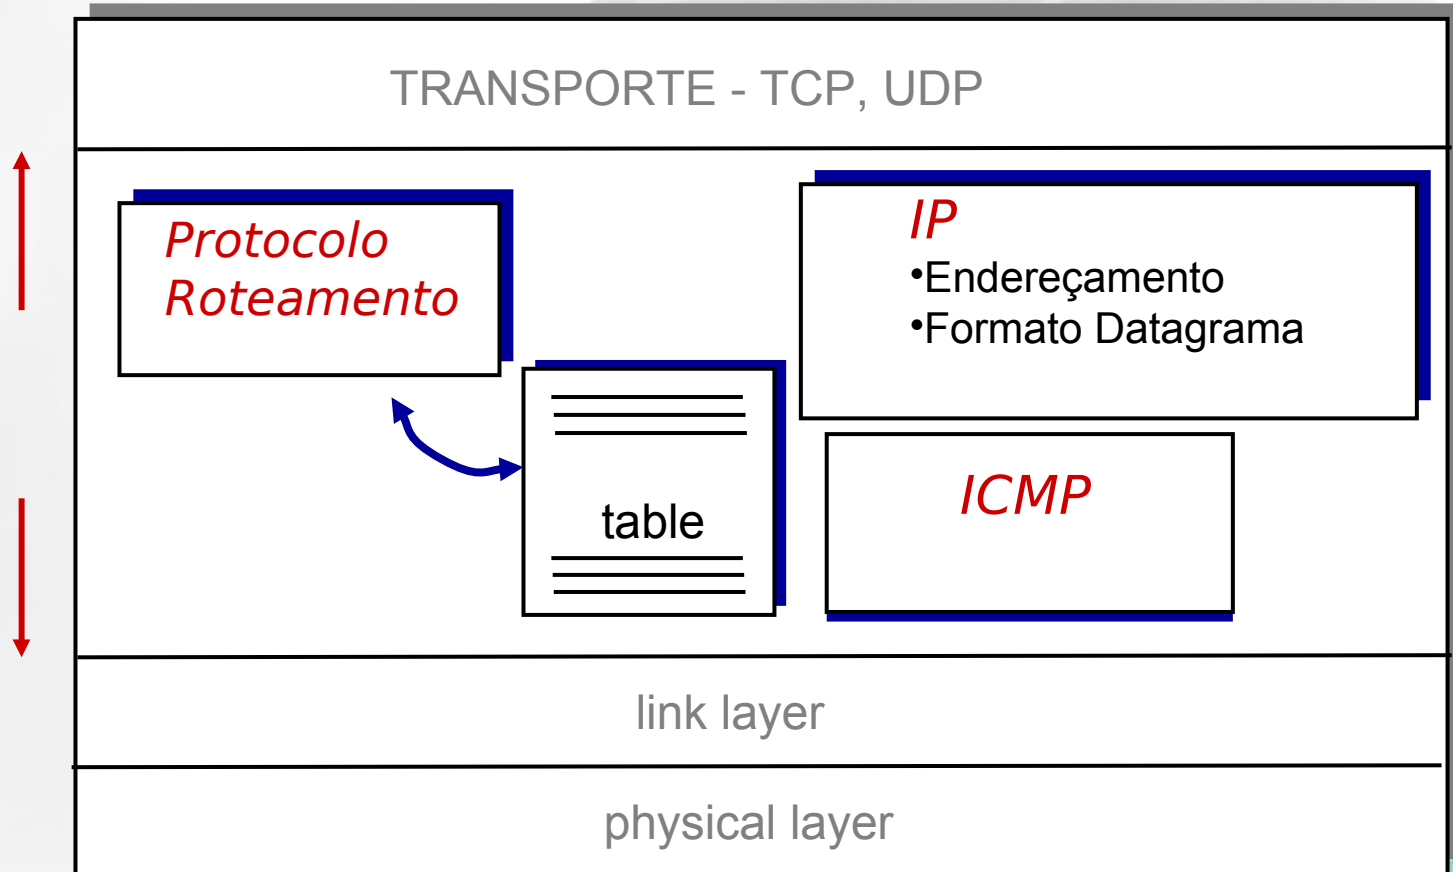 TRANSPORTE - TCP, UDP
Protocolo
Roteamento
IP
•Endereçamento
•Formato Datagrama
table
ICMP
link layer
physical layer